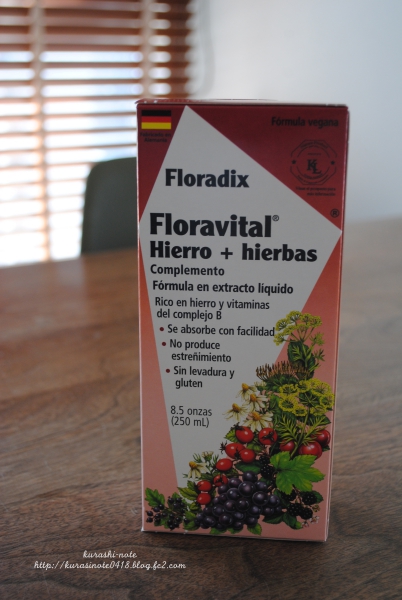 Fórmula vegana
Floradix
Floravital®
Hierro + hierbas
Complemento
Fórmula en extracto líquido
Rico en hierro y vitaminas
del complejo B
• Se absorbe con facilidad
• No produce
estreñimiento
• Sin levadura y
gluten
8.5 onzas
(250 mL)
kurashi-note
http://kurasinote0418.blog.fc2.com